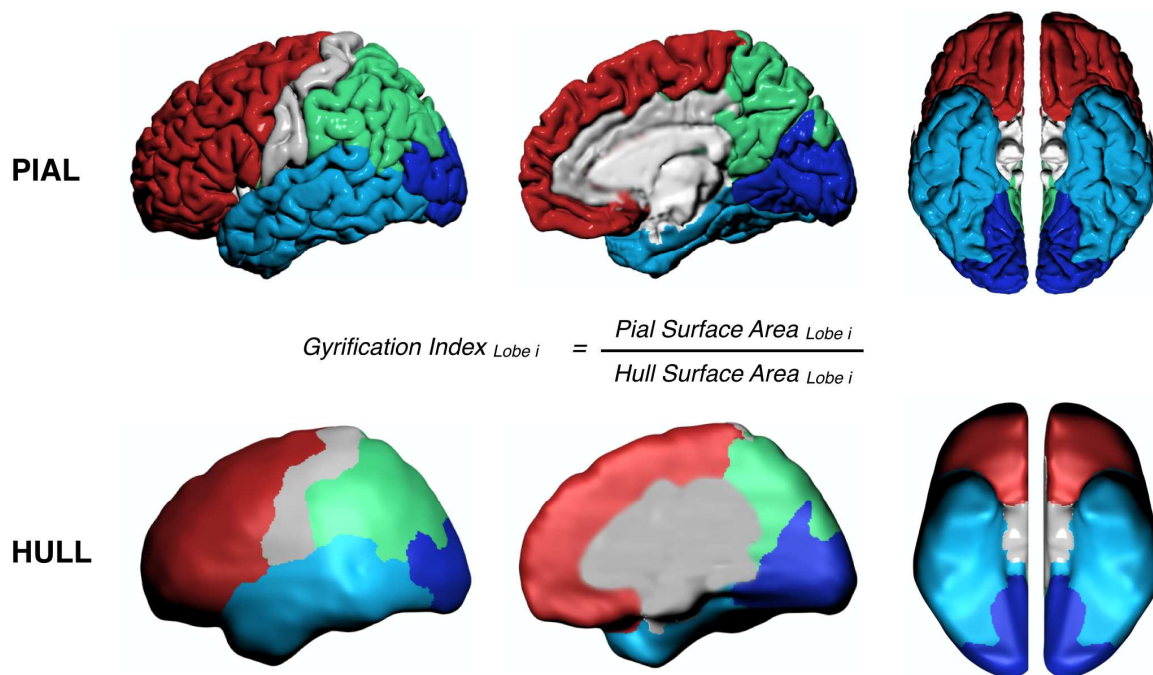 PIAL
Gyrification Index Lobe i = Pial Surface Area Lobe i
Hull Surface Area Lobe i
HULL